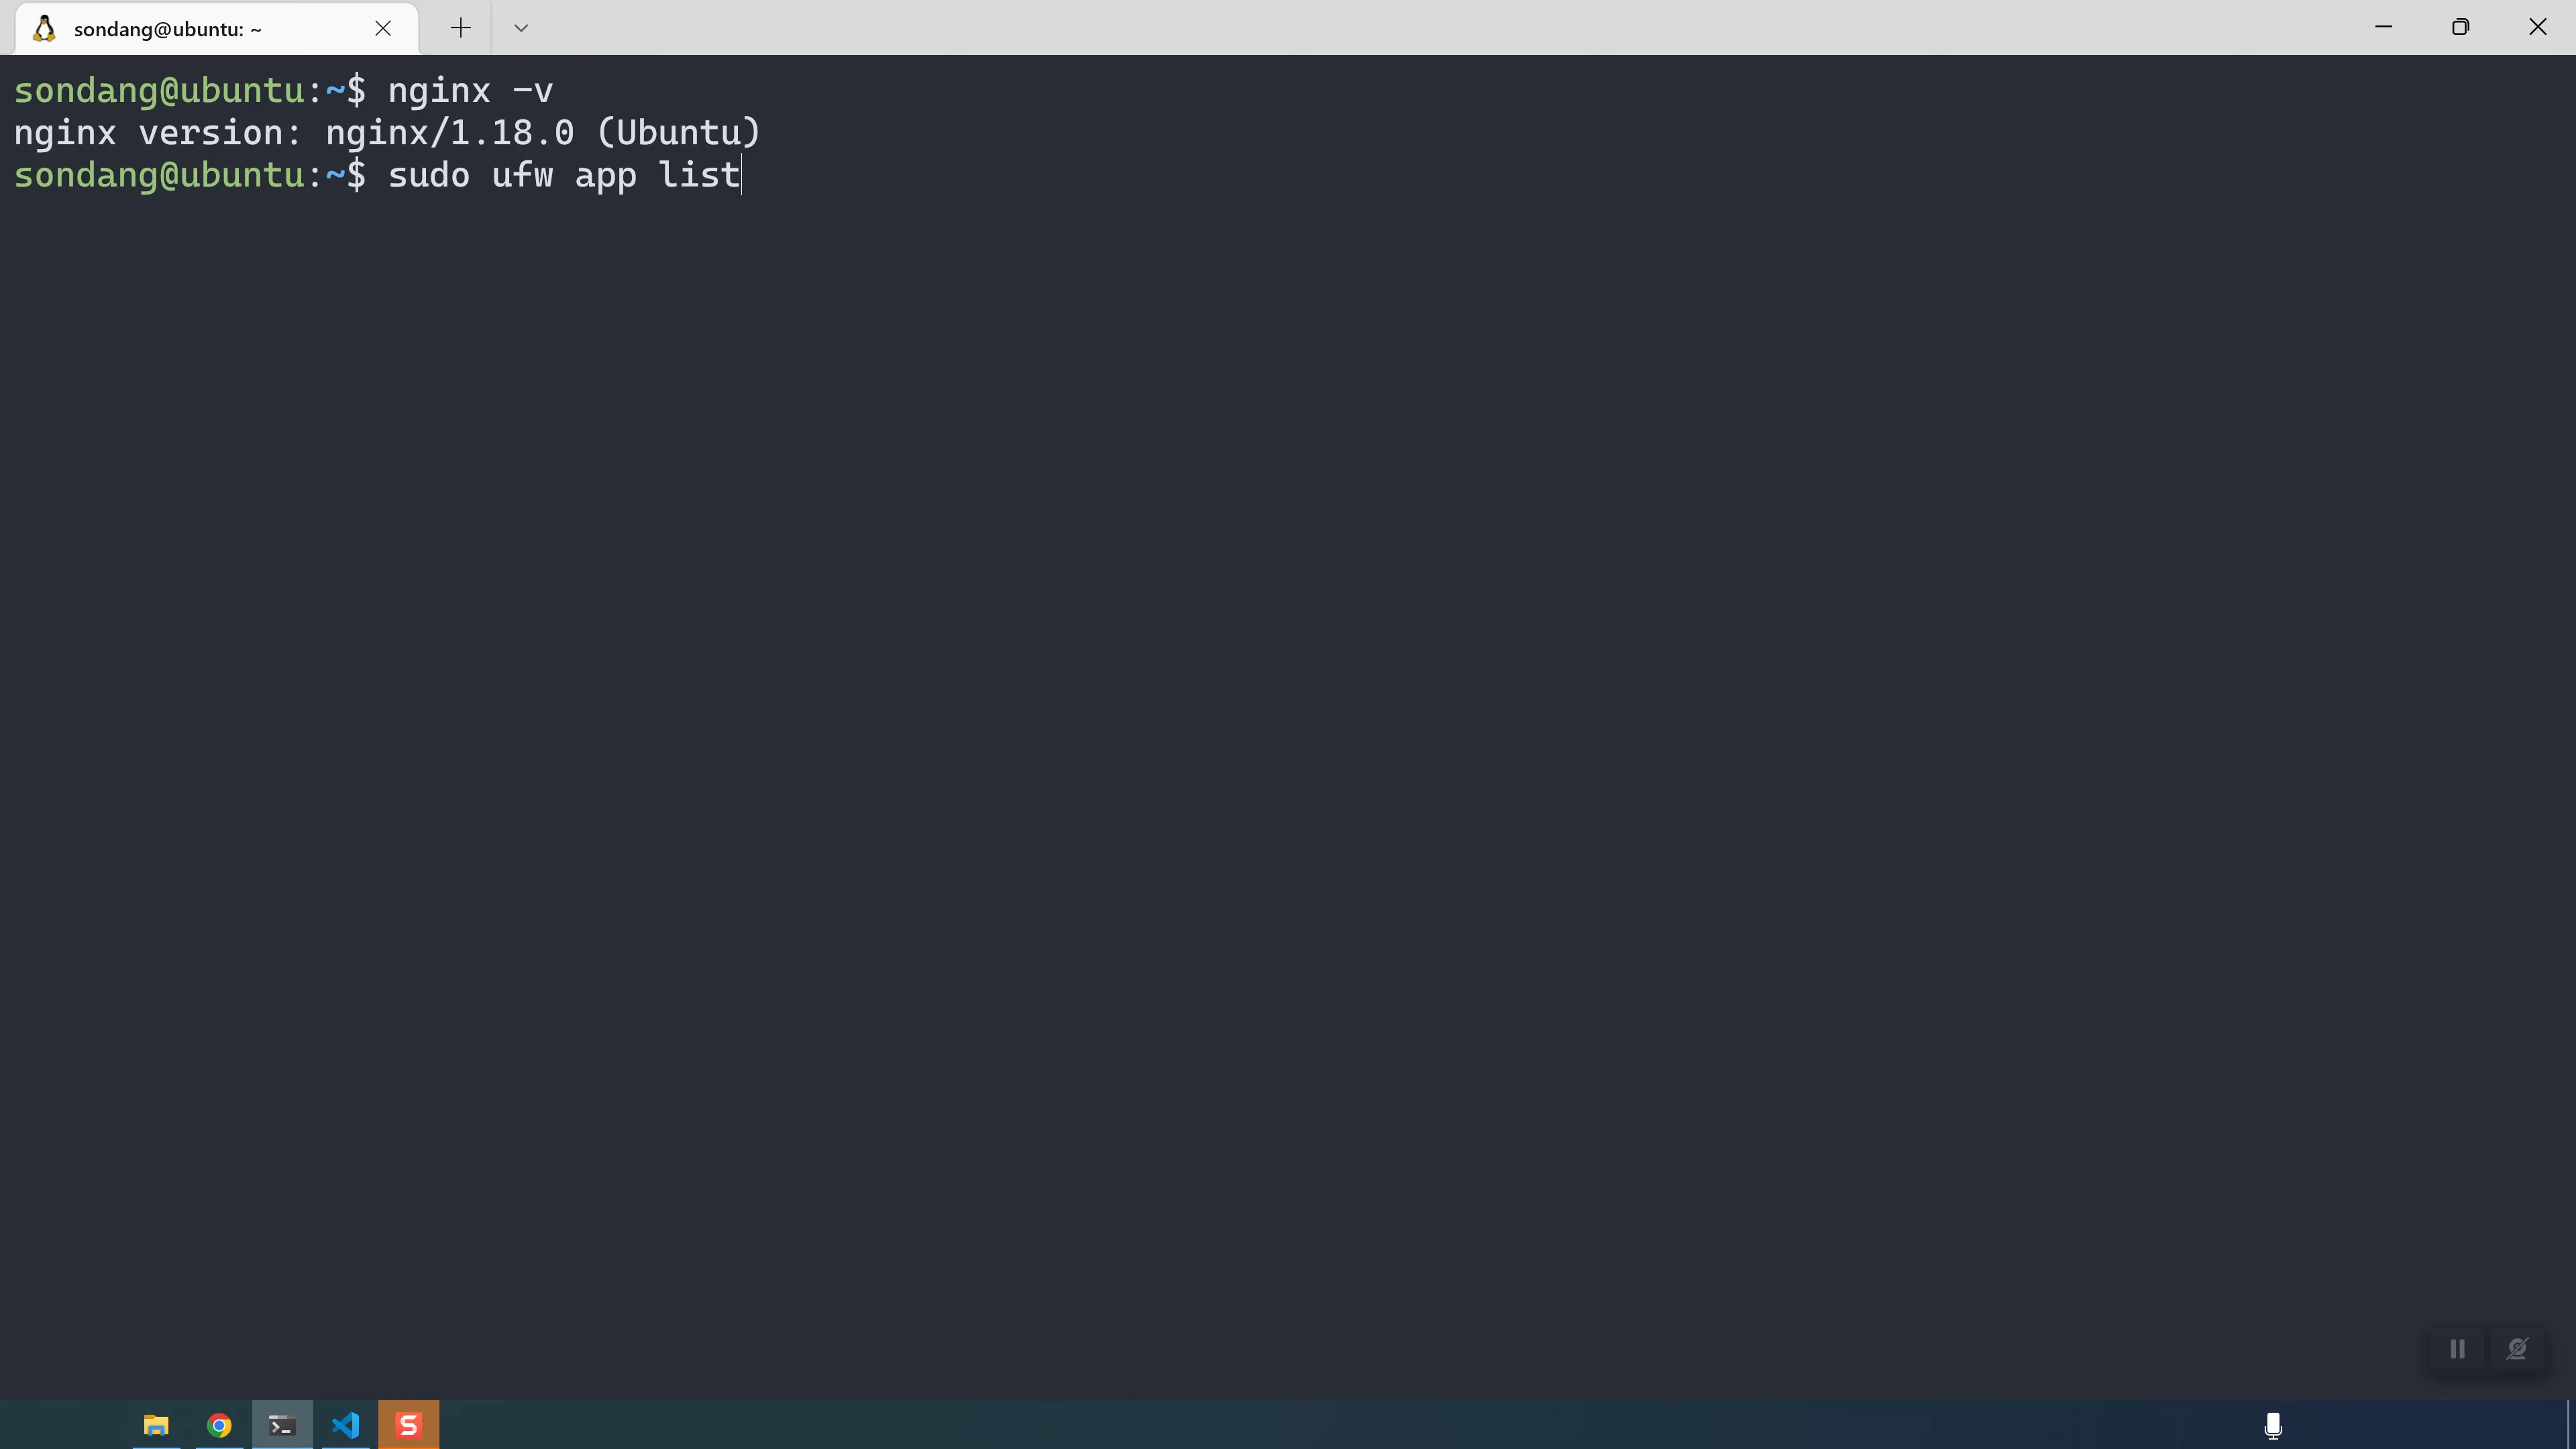 sondang@ubuntu: ~
sondang@ubuntu:~$ nginx -v
nginx version: nginx/1.18.0 (Ubuntu)
sondang@ubuntu:~$ sudo ufw app list